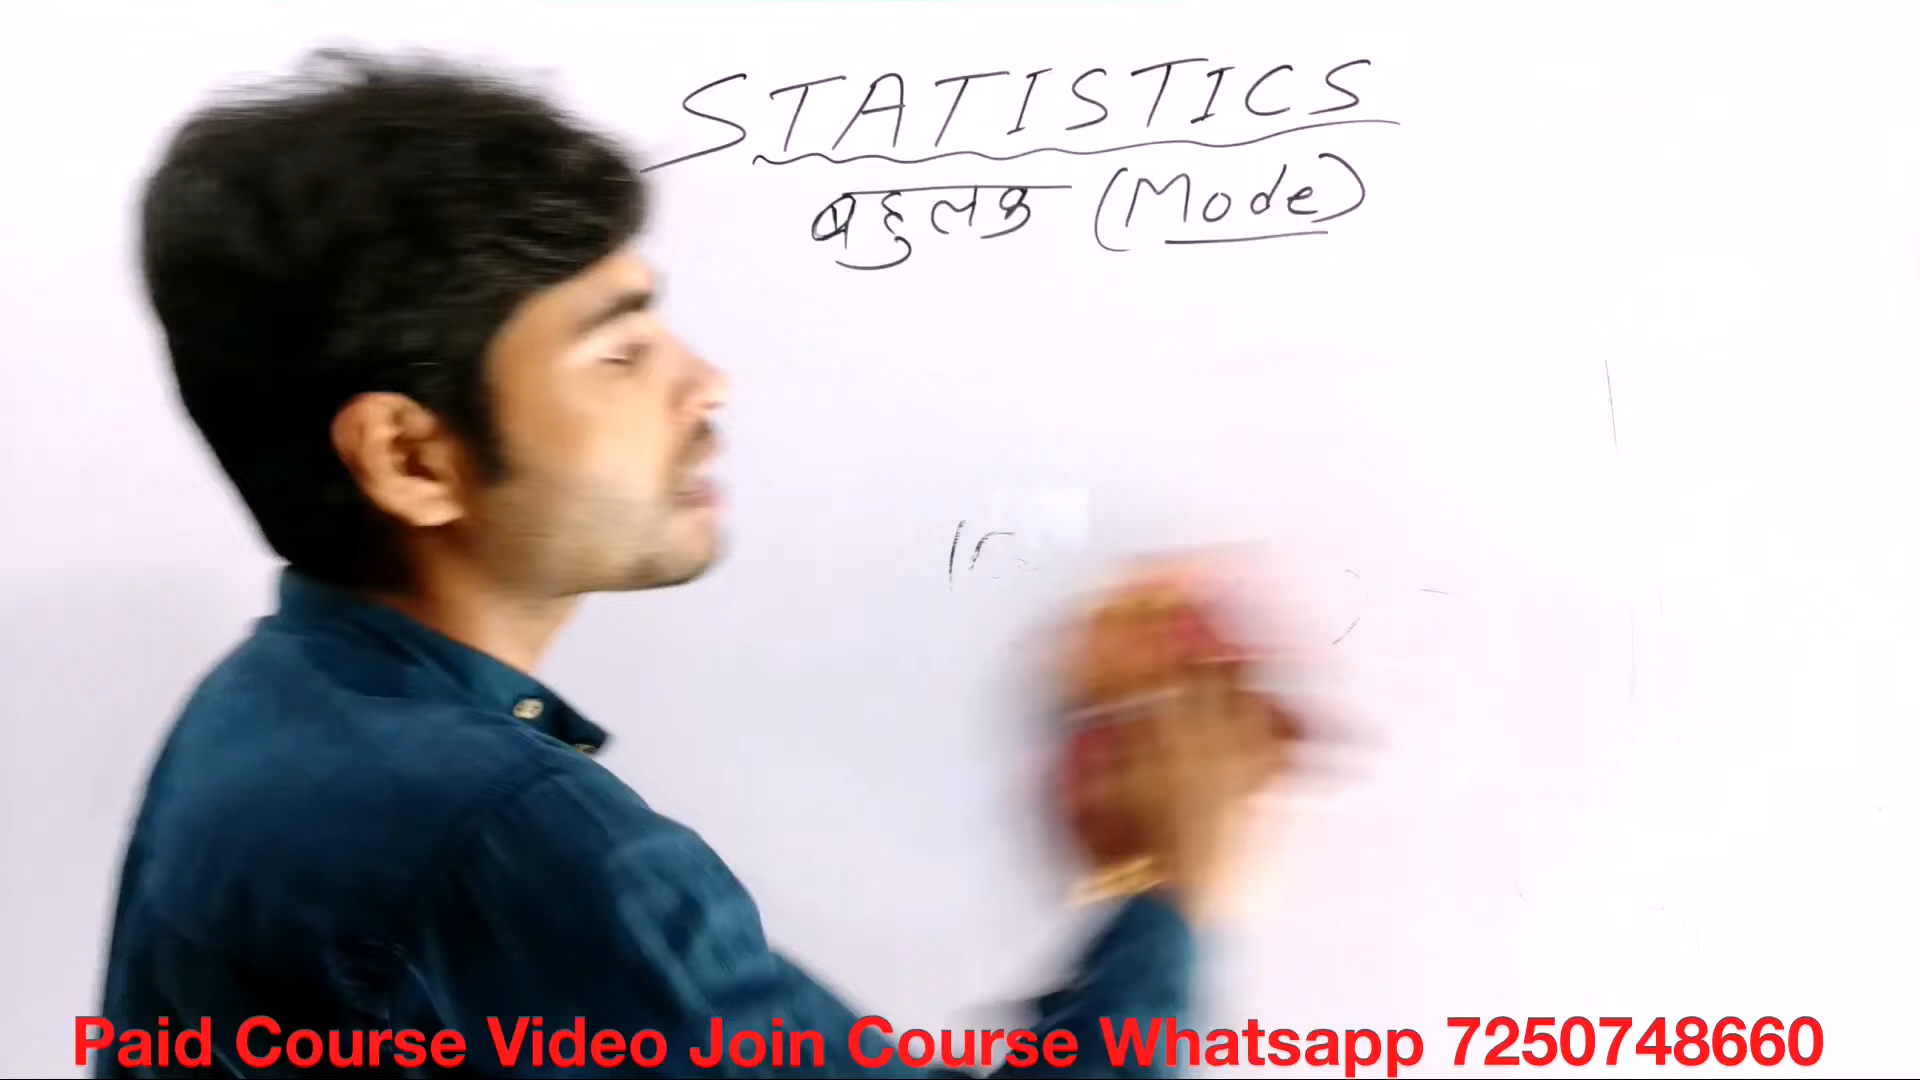 STATISTICS
बहुलक (Mode)
Paid Course Video Join Course Whatsapp 7250748660